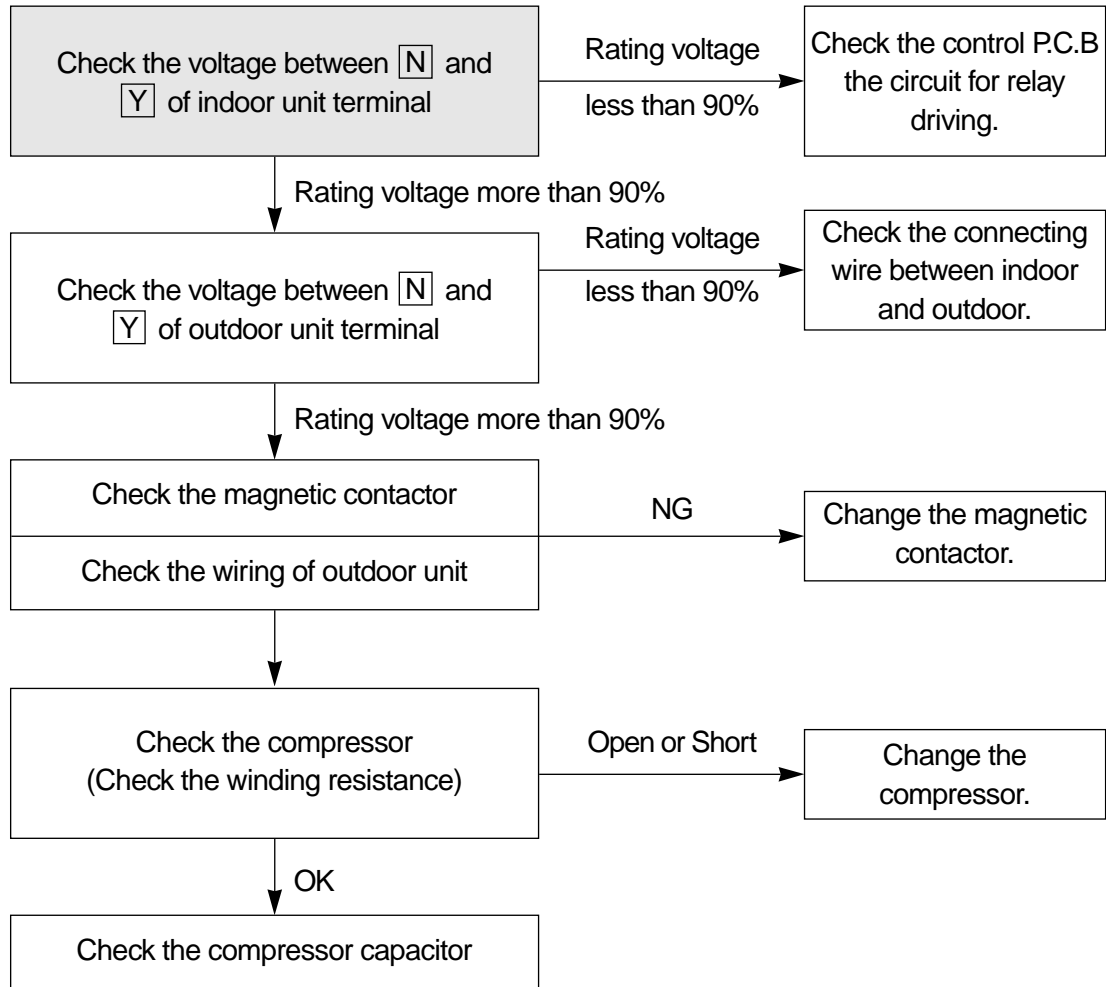 Check the voltage between N and
Y of indoor unit terminal
Rating voltage
less than 90%
Check the control P.C.B
the circuit for relay
driving.
Rating voltage more than 90%
Check the voltage between N and
Y of outdoor unit terminal
Rating voltage
less than 90%
Check the connecting
wire between indoor
and outdoor.
Rating voltage more than 90%
Check the magnetic contactor
Check the wiring of outdoor unit
NG
Change the magnetic
contactor.
Check the compressor
(Check the winding resistance)
Open or Short
Change the
compressor.
OK
Check the compressor capacitor